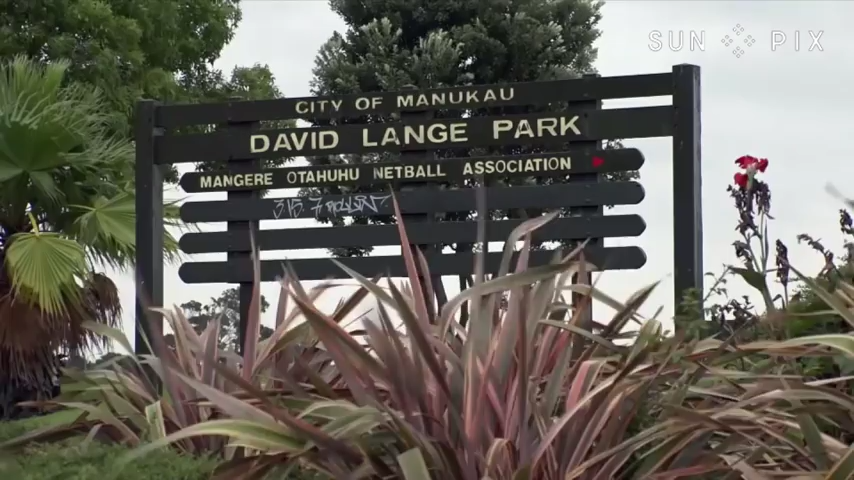 SUN PIX
CITY OF MANUKAU
DAVID LANGE PARK
MANGERE OTAHUHU NETBALL ASSOCIATION